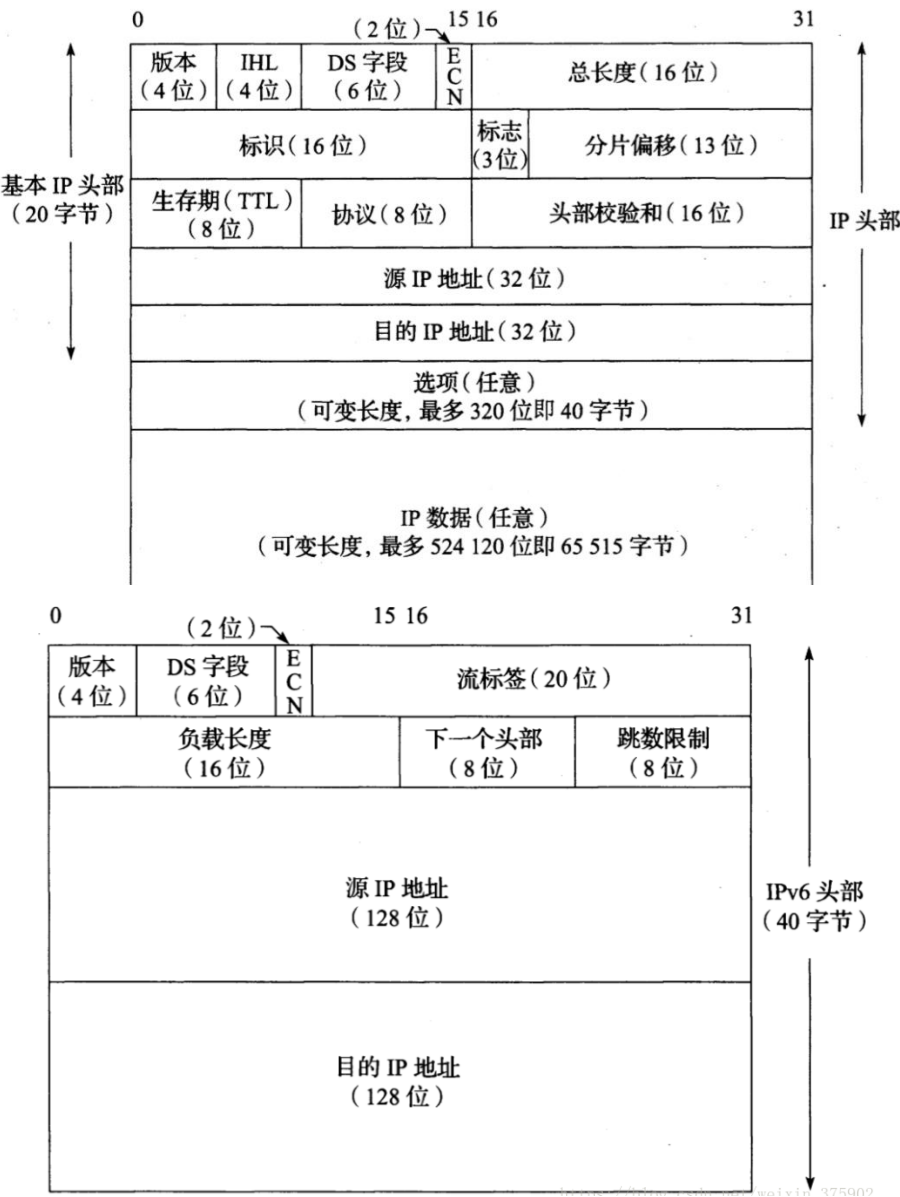 0 (2位) 15 16 31
版本 IHL DS 字段 E C N 总长度(16位)
(4位) (4位) (6位)
标识(16位) 标志 分片偏移(13位)
(3位)
基本 IP 头部
(20 字节)
生存期(TTL) 协议(8位) 头部校验和(16位)
(8位)
IP 头部
源 IP 地址(32位)
目的 IP 地址(32位)
选项(任意)
(可变长度, 最多 320 位即 40 字节)
IP 数据(任意)
(可变长度, 最多 524 120 位即 65 515 字节)
0 (2位) 15 16 31
版本 DS 字段 E C N 流标签(20位)
(4位) (6位)
负载长度 下一个头部 跳数限制
(16位) (8位) (8位)
源 IP 地址
(128 位)
IPv6 头部
(40 字节)
目的 IP 地址
(128 位)